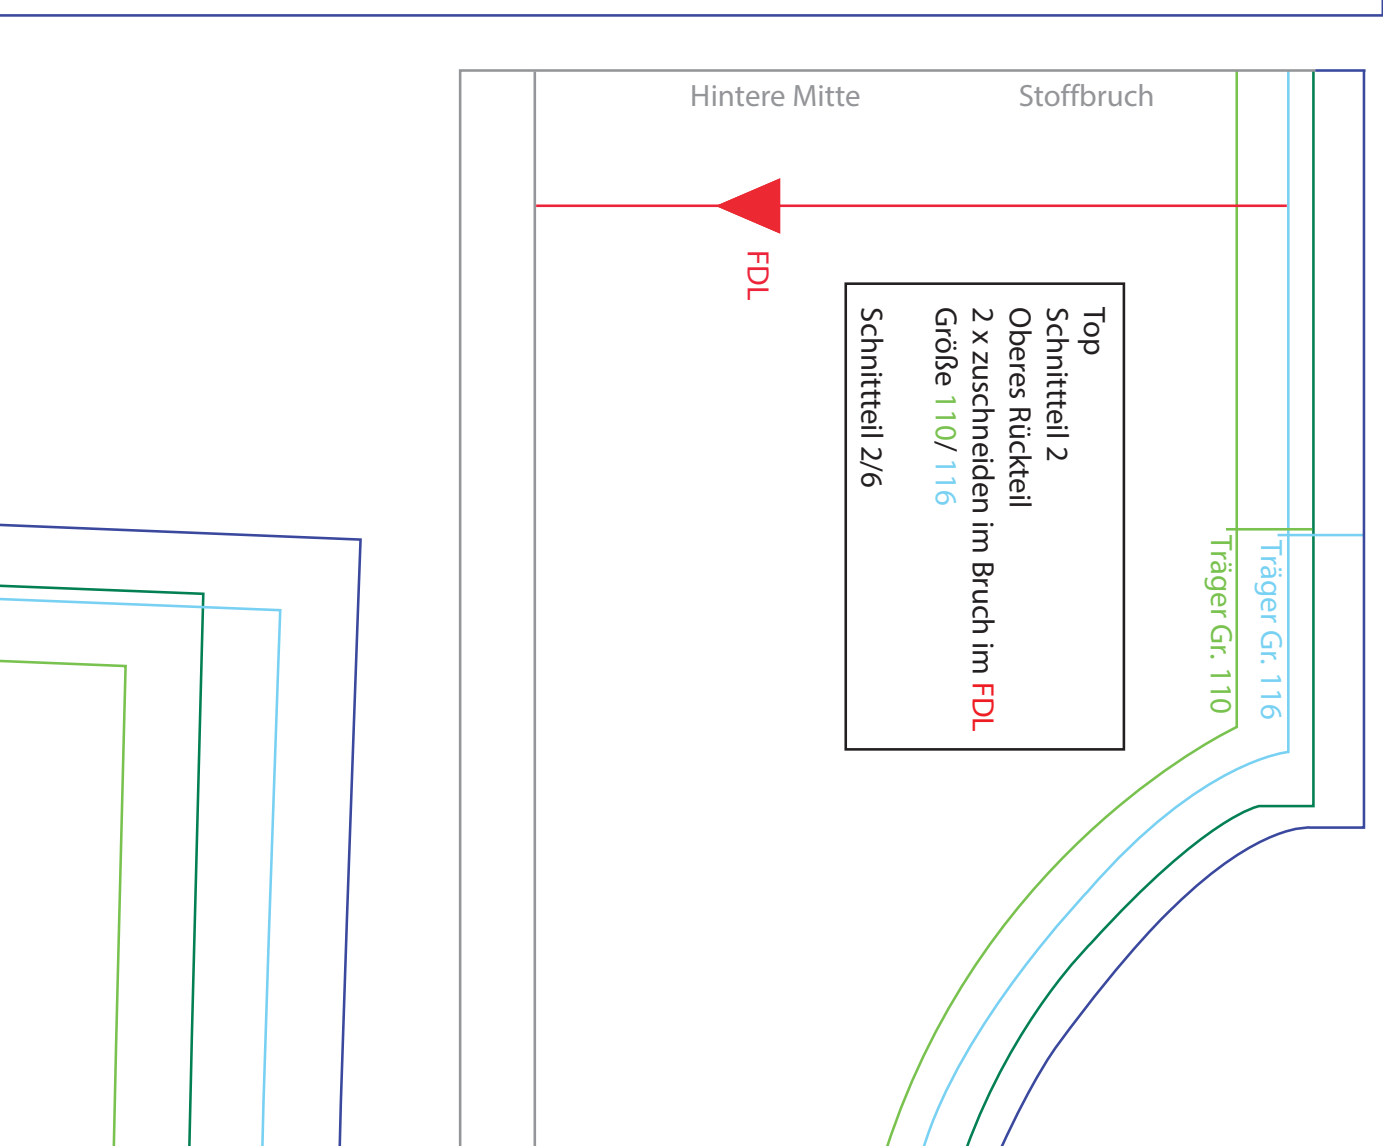 Hintere Mitte
Stoffbruch
FDL
Top
Schnittteil 2
Oberes Rückteil
2 x zuschneiden im Bruch im FDL
Größe 110/ 116
Schnittteil 2/6
Träger Gr. 110
Träger Gr. 116